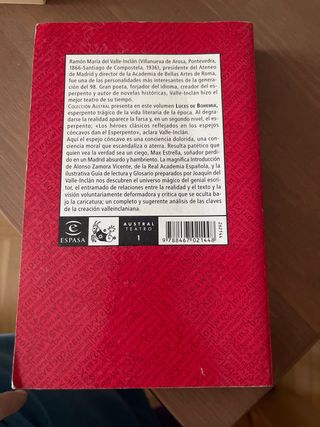 Ramón María del Valle-Inclán (Villanueva de Arosa, Pontevedra,
1866-Santiago de Compostela, 1936), presidente del Ateneo
de Madrid y director de la Academia de Bellas Artes de Roma,
fue una de las personalidades más interesantes de la genera-
ción del 98. Gran poeta, forjador del idioma, creador del es-
perpento y autor de novelas históricas, Valle-Inclán hizo el
mejor teatro de su tiempo.
COLECCIÓN AUSTRAL presenta en este volumen LUCES DE BOHEMIA,
esperpento trágico de la vida literaria de la época. Al degra-
darse la realidad aparece la farsa y, en un segundo nivel, el es-
perpento; «Los héroes clásicos reflejados en los espejos
cóncavos dan el Esperpento», aclara Valle-Inclán.
Aquí el espejo cóncavo es una conciencia dolorida, una con-
ciencia moral que escandaliza o aterra. Resulta patético que
quien vea la verdad sea un ciego, Max Estrella, soñador perdi-
do en un Madrid absurdo y hambriento. La magnífica Introducción
de Alonso Zamora Vicente, de la Real Academia Española, y la
ilustrativa Guía de lectura y Glosario preparados por Joaquín del
Valle-Inclán nos descubren el universo mágico del genial escri-
tor, el entramado de relaciones entre la realidad y el texto y la
visión voluntariamente deformadora y crítica que se oculta ba-
jo la caricatura; un completo y sugerente análisis de las claves
de la creación valleinclaniana.
ESPASA
AUSTRAL
TEATRO
1
9 788467 021448